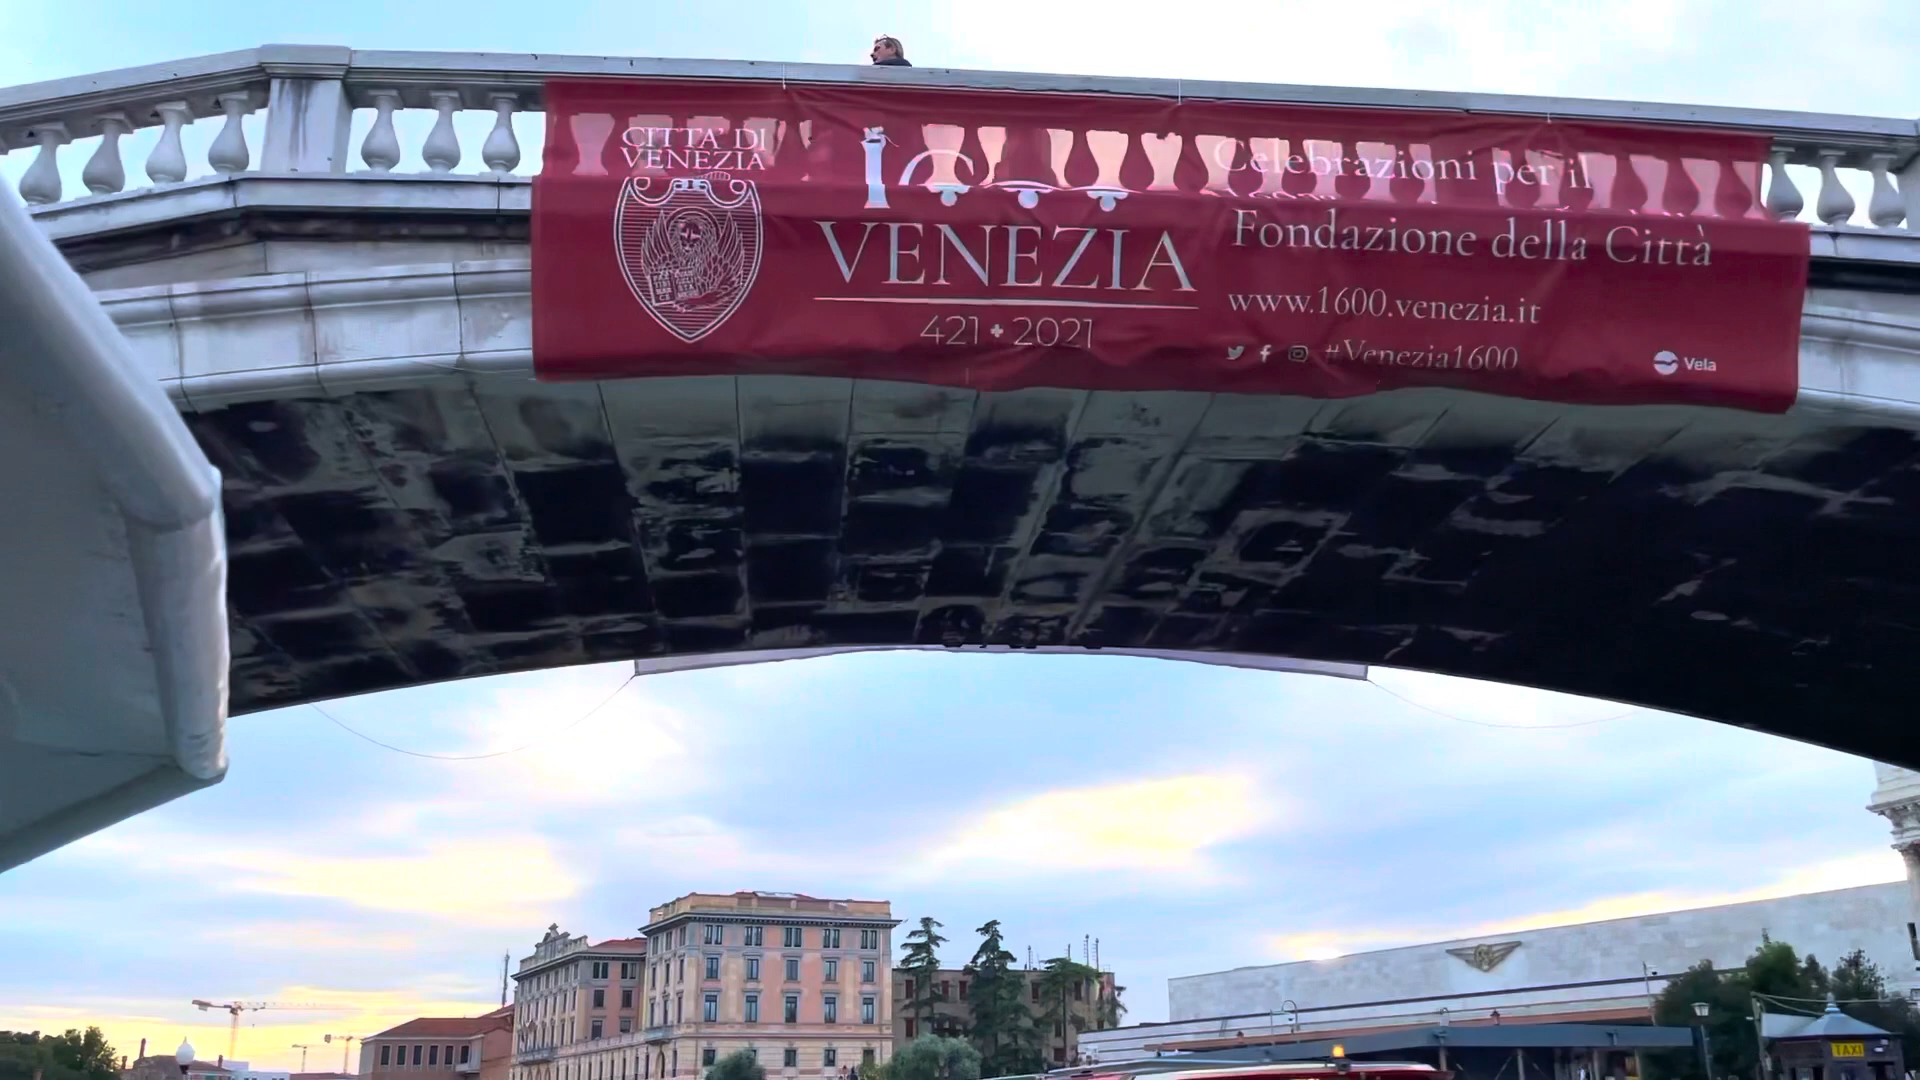 CITTA' DI
VENEZIA
VENEZIA
421 2021
Celebrazioni per il
Fondazione della Città
www.1600.venezia.it
#Venezia1600
Vela
TAXI